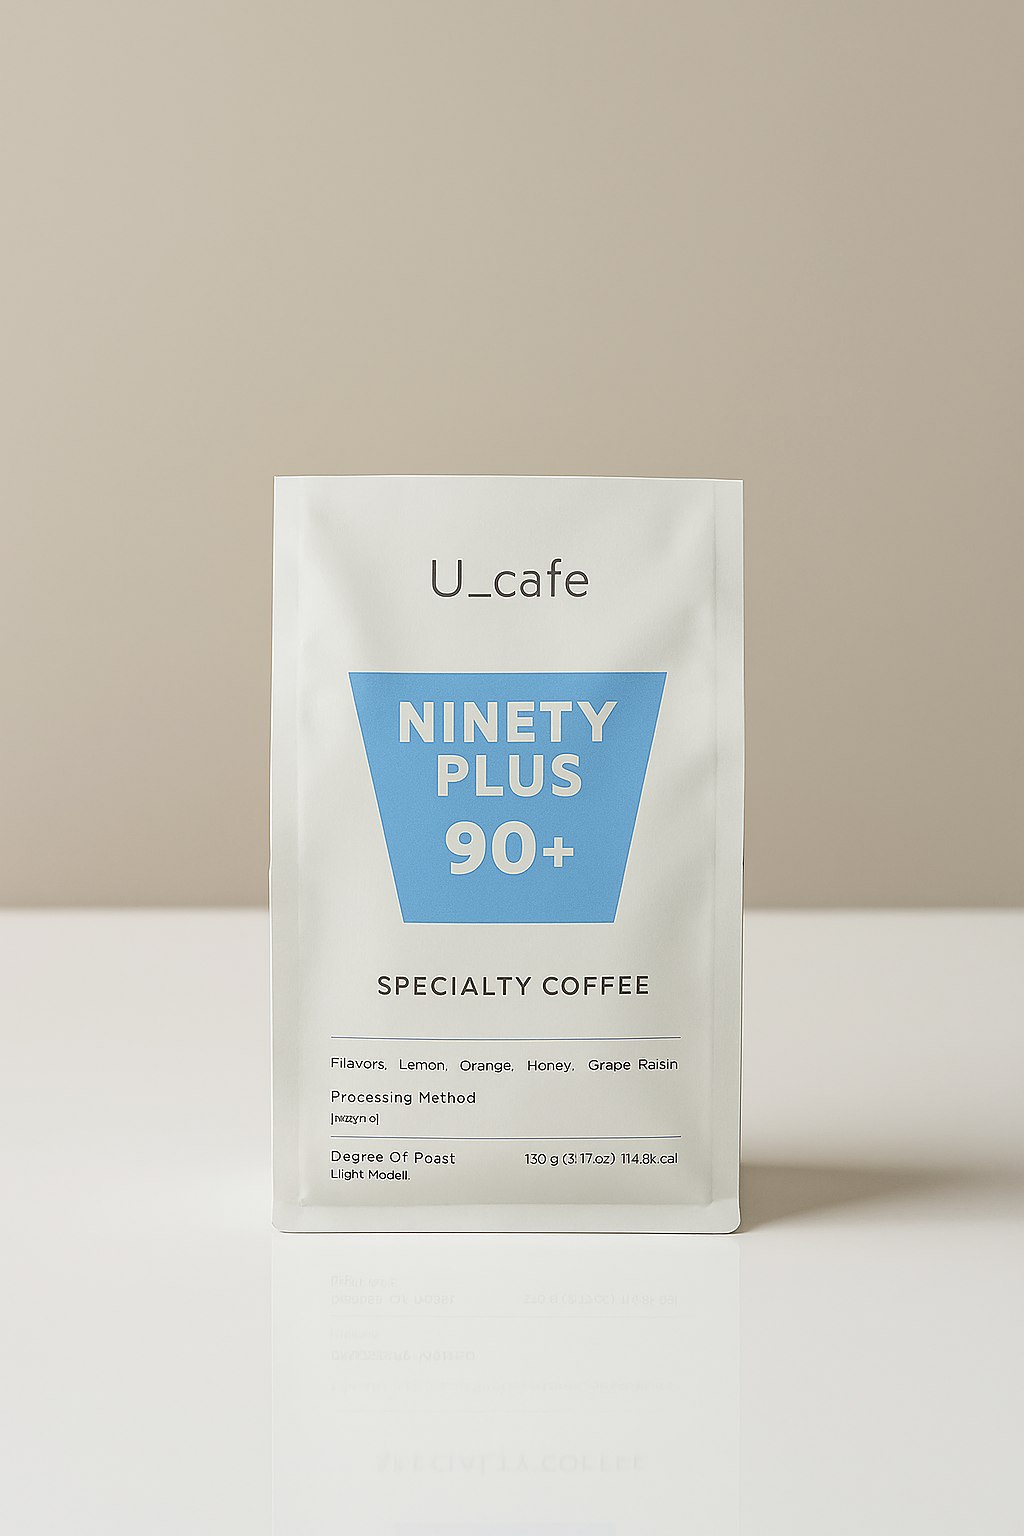 U_cafe
NINETY
PLUS
90+
SPECIALTY COFFEE
Filavors, Lemon, Orange, Honey, Grape Raisin
Processing Method
Degree Of Poast 130 g (3! 17.oz) 114.8k.cal
Llight Modell.